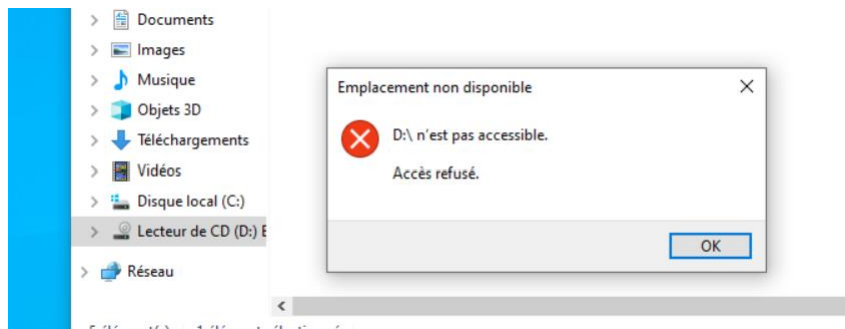 Documents
Images
Musique
Objets 3D
Téléchargements
Vidéos
Disque local (C:)
Lecteur de CD (D:) E
Réseau
Emplacement non disponible
D:\ n'est pas accessible.
Accès refusé.
OK